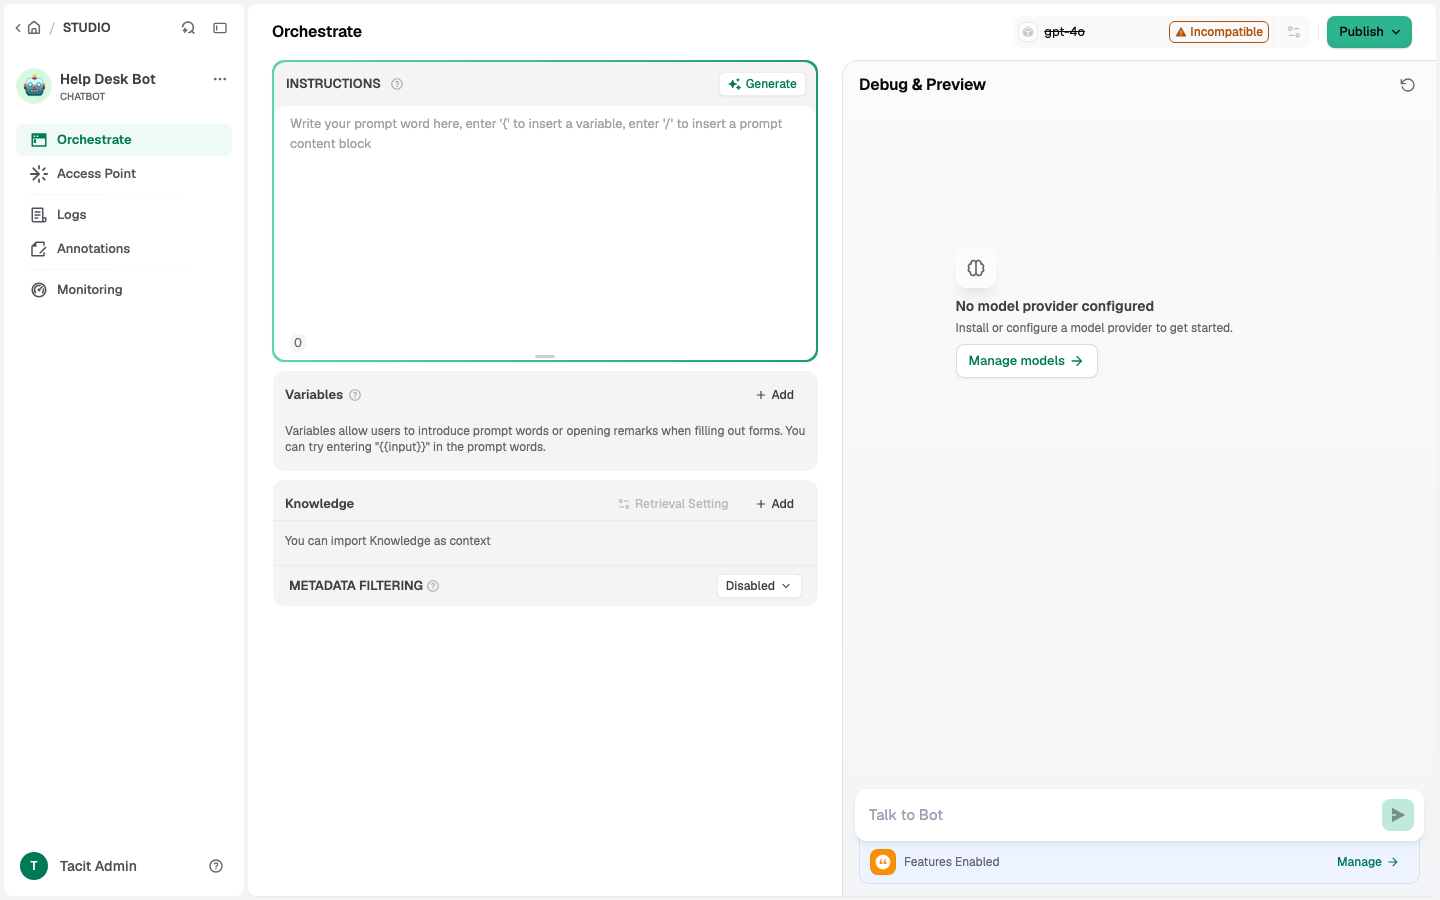 / STUDIO
Help Desk Bot
CHATBOT
Orchestrate
Access Point
Logs
Annotations
Monitoring
T
Tacit Admin
Orchestrate
gpt-4o
Incompatible
Publish
INSTRUCTIONS
Generate
Write your prompt word here, enter '{' to insert a variable, enter '/' to insert a prompt
content block
0
Variables
+ Add
Variables allow users to introduce prompt words or opening remarks when filling out forms. You
can try entering "{{input}}" in the prompt words.
Knowledge
Retrieval Setting
+ Add
You can import Knowledge as context
METADATA FILTERING
Disabled
Debug & Preview
No model provider configured
Install or configure a model provider to get started.
Manage models
Talk to Bot
Features Enabled
Manage